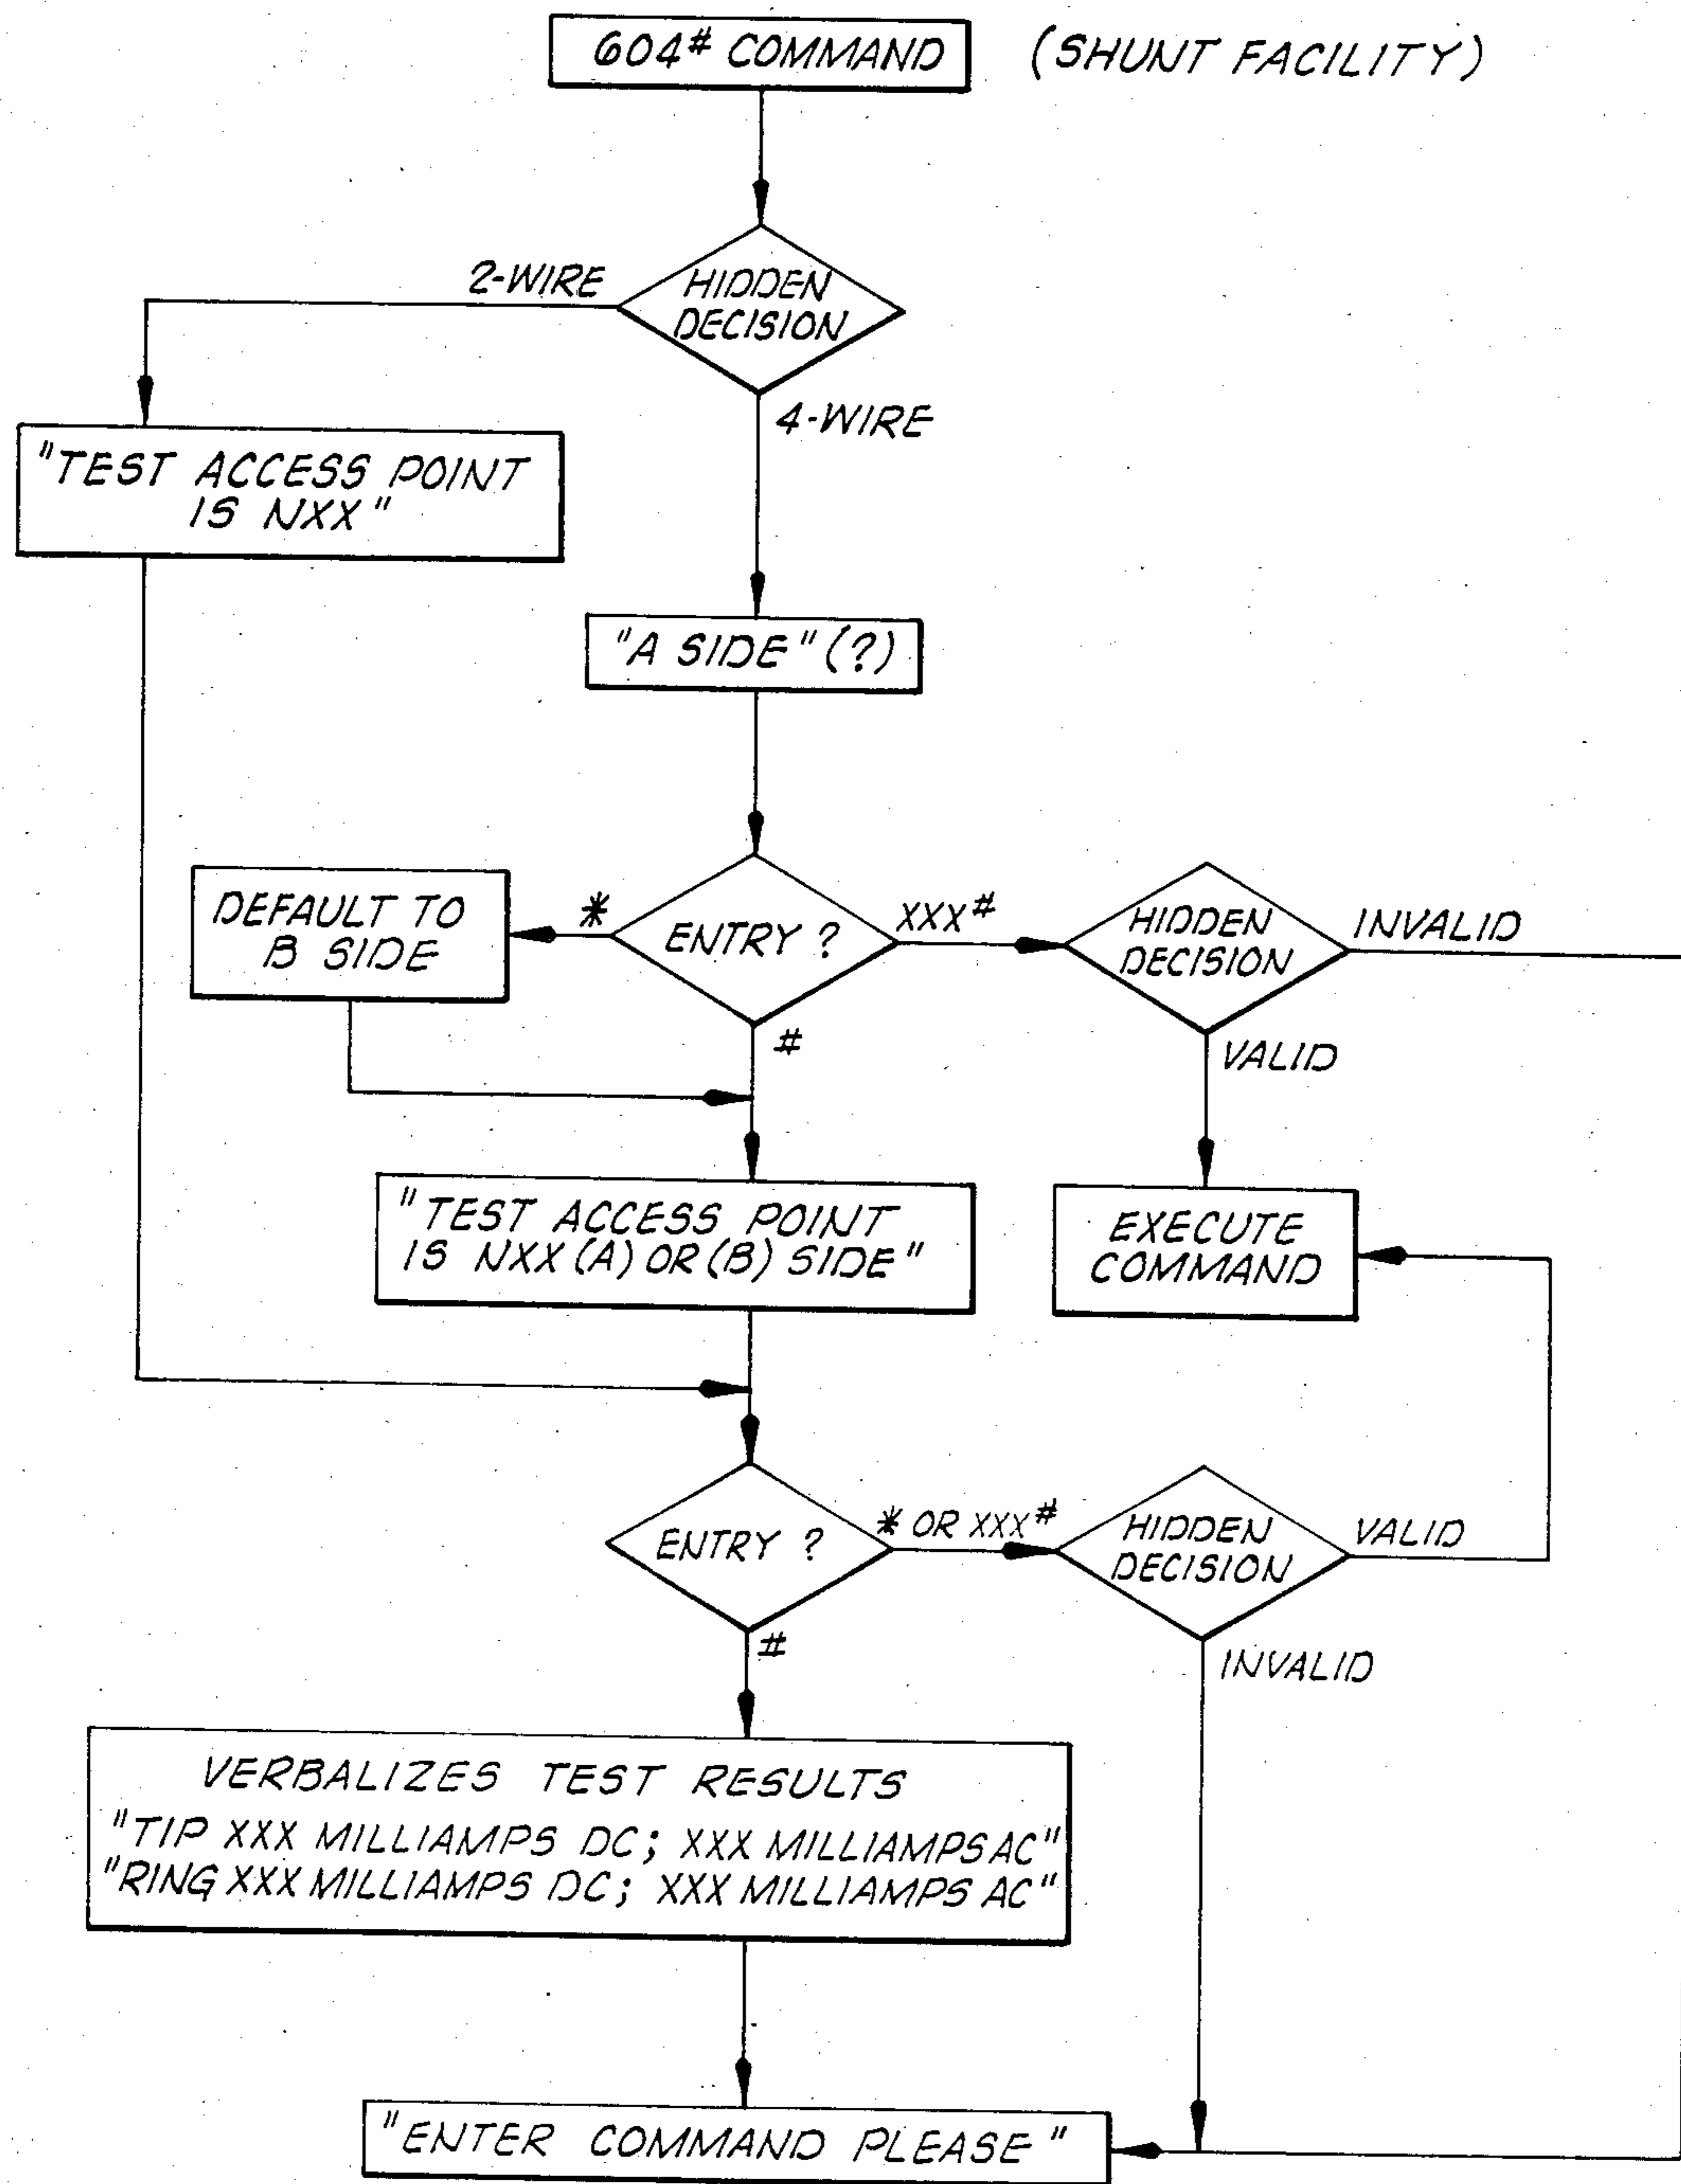 604# COMMAND (SHUNT FACILITY)
2-WIRE
HIDDEN
DECISION
4-WIRE
"TEST ACCESS POINT
IS NXX"
"A SIDE" (?)
DEFAULT TO
B SIDE
*
ENTRY ?
XXX#
HIDDEN
DECISION
INVALID
#
VALID
"TEST ACCESS POINT
IS NXX (A) OR (B) SIDE"
EXECUTE
COMMAND
ENTRY ?
* OR XXX#
HIDDEN
DECISION
VALID
#
INVALID
VERBALIZES TEST RESULTS
"TIP XXX MILLIAMPS DC; XXX MILLIAMPS AC"
"RING XXX MILLIAMPS DC; XXX MILLIAMPS AC"
"ENTER COMMAND PLEASE"